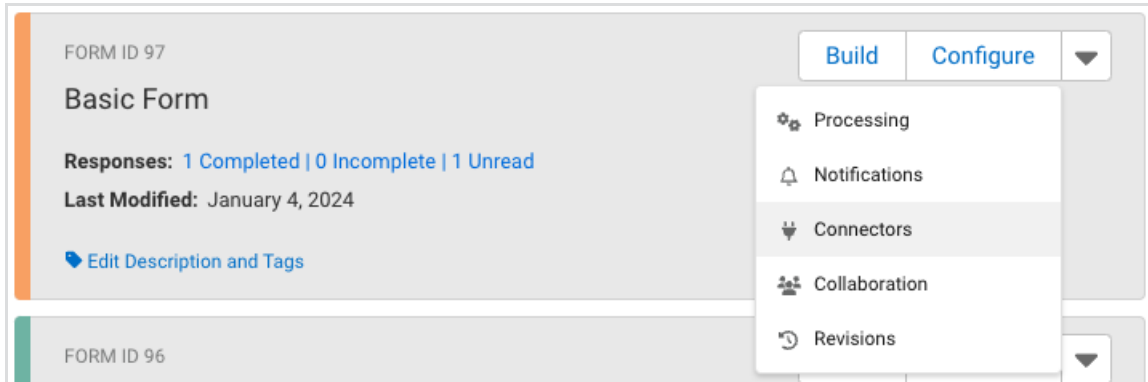 FORM ID 97
Build
Configure
Basic Form
Processing
Responses: 1 Completed | 0 Incomplete | 1 Unread
Notifications
Last Modified: January 4, 2024
Connectors
Edit Description and Tags
Collaboration
Revisions
FORM ID 96